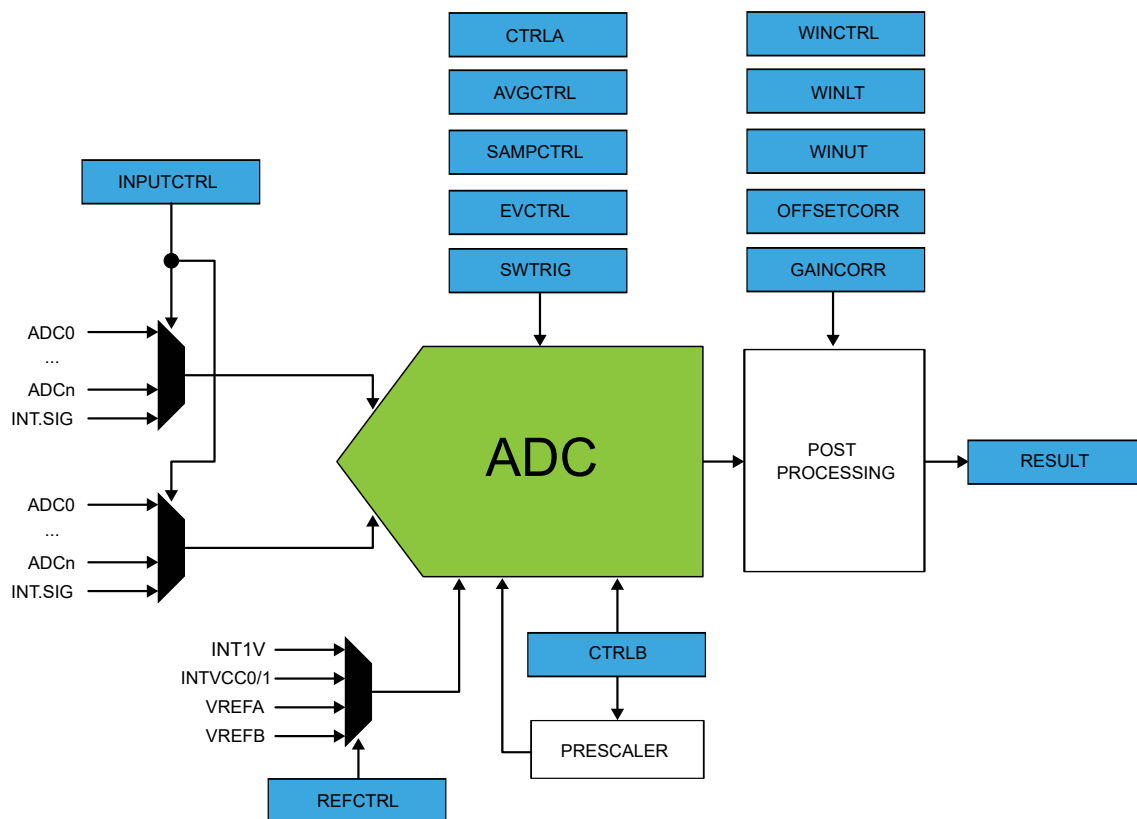 CTRLA
WINCTRL
AVGCTRL
WINLT
SAMPCTRL
WINUT
INPUTCTRL
EVCTRL
OFFSETCORR
SWTRIG
GAINCORR
ADC0
...
ADCn
INT.SIG
ADC
POST
PROCESSING
RESULT
ADC0
...
ADCn
INT.SIG
INT1V
INTVCC0/1
VREFA
VREFB
CTRLB
PRESCALER
REFCTRL